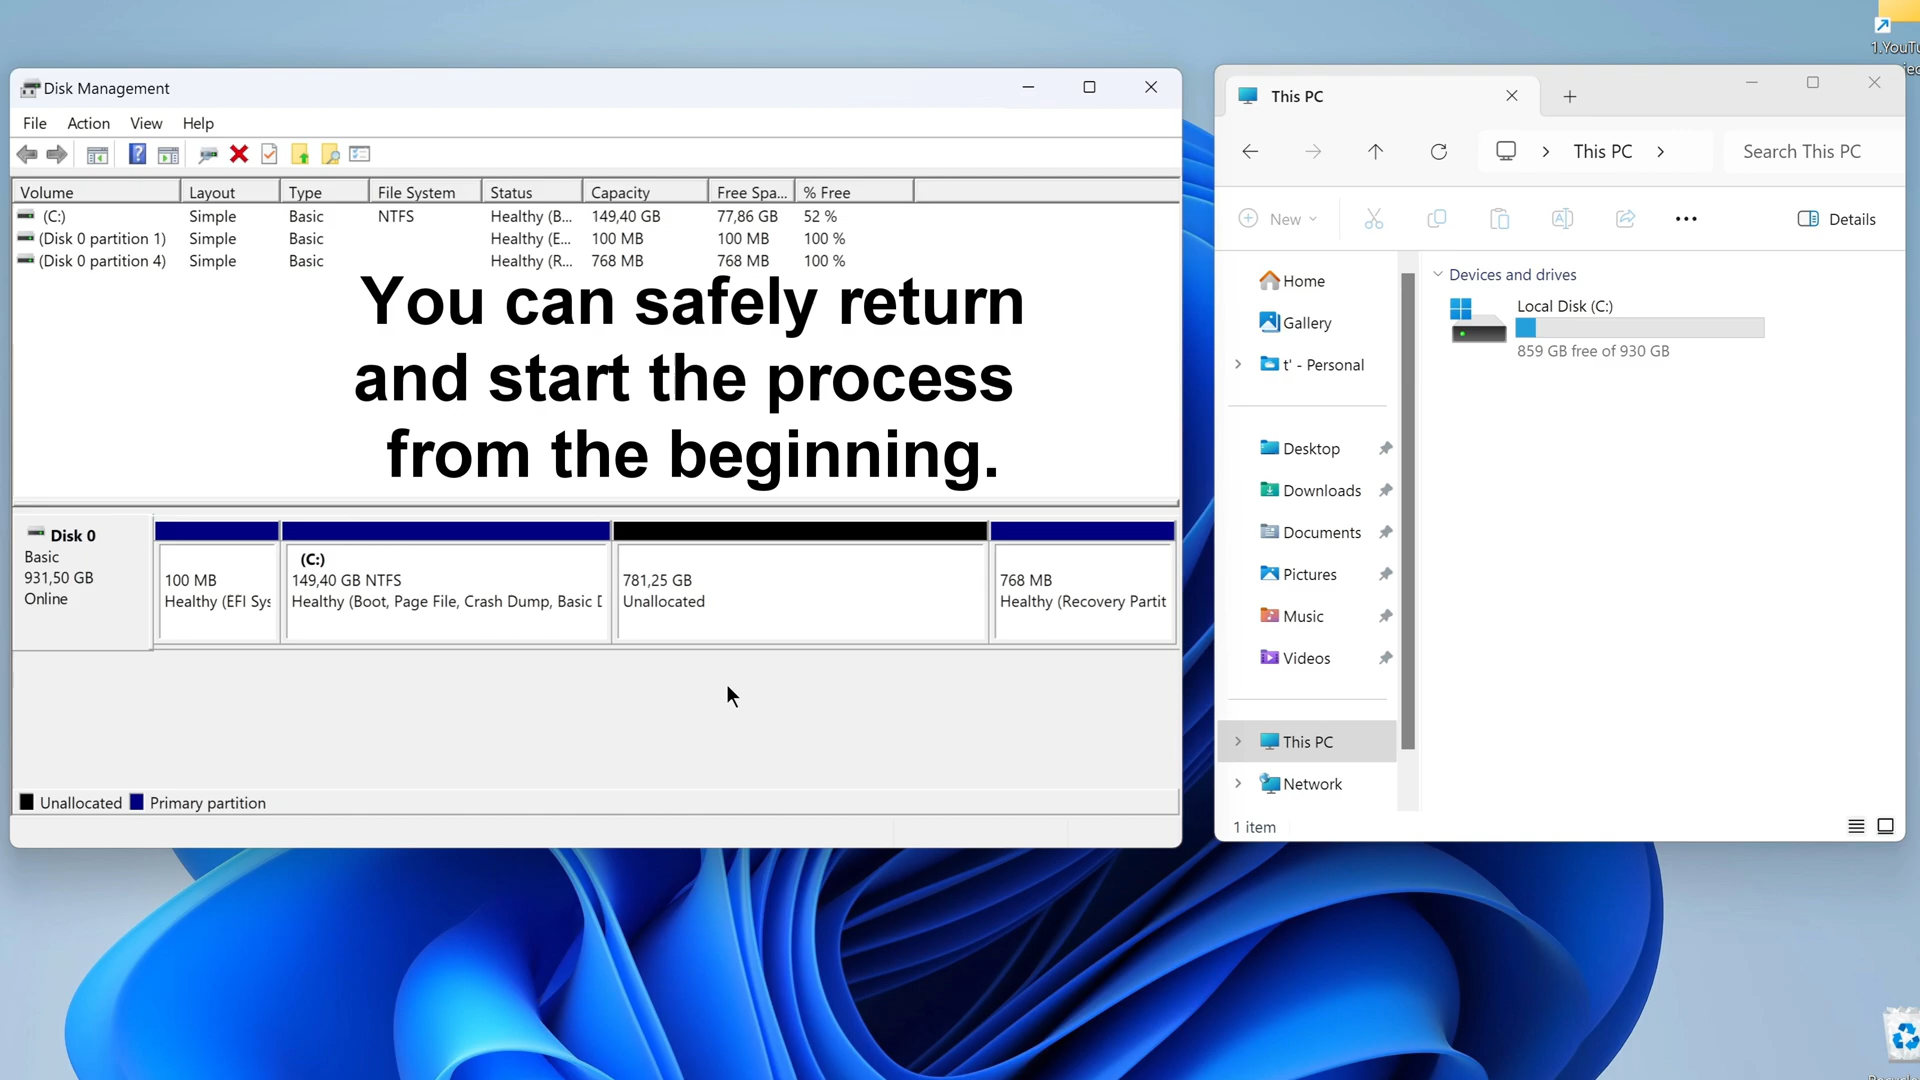 1.YouTu
Disk Management
File Action View Help
Volume Layout Type File System Status Capacity Free Spa... % Free
(C:) Simple Basic NTFS Healthy (B... 149,40 GB 77,86 GB 52 %
(Disk 0 partition 1) Simple Basic Healthy (E... 100 MB 100 MB 100 %
(Disk 0 partition 4) Simple Basic Healthy (R... 768 MB 768 MB 100 %
You can safely return
and start the process
from the beginning.
Disk 0
Basic
931,50 GB
Online
100 MB
Healthy (EFI Sys
(C:)
149,40 GB NTFS
Healthy (Boot, Page File, Crash Dump, Basic D
781,25 GB
Unallocated
768 MB
Healthy (Recovery Partit
Unallocated Primary partition
This PC
This PC
Search This PC
New
Details
Home
Gallery
t' - Personal
Desktop
Downloads
Documents
Pictures
Music
Videos
This PC
Network
Devices and drives
Local Disk (C:)
859 GB free of 930 GB
1 item